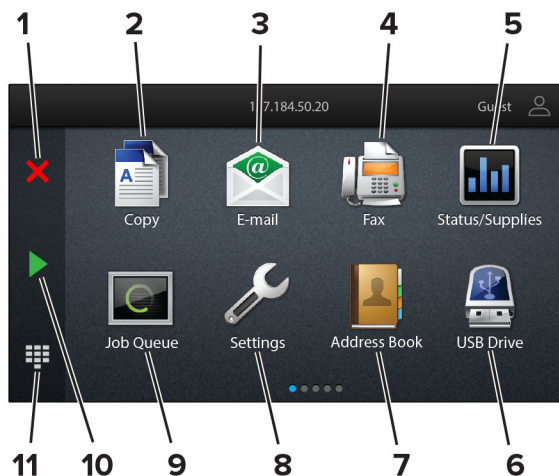 1 2 3 4 5
Guest
A
@
Copy E-mail Fax Status/Supplies
Job Queue Settings Address Book USB Drive
11 10 9 8 7 6